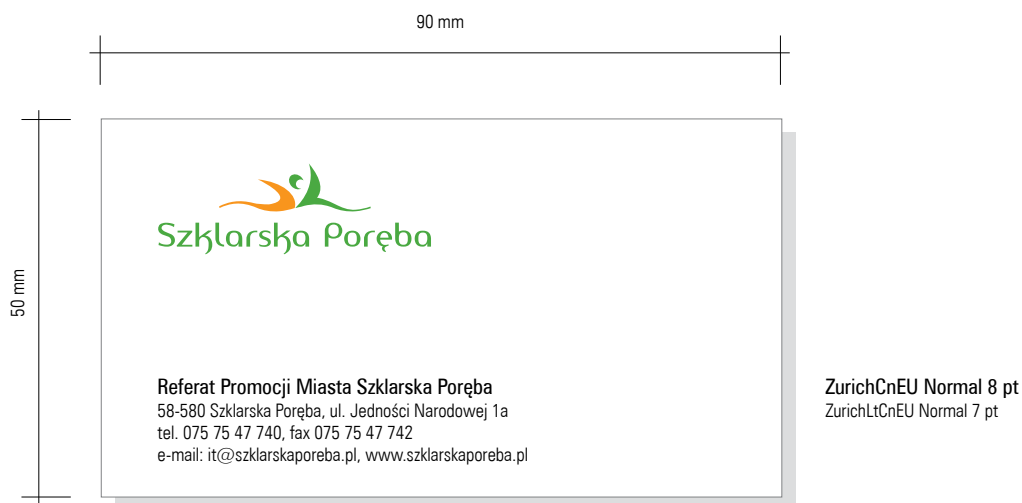 90 mm
50 mm
Szklarska Poręba
Referat Promocji Miasta Szklarska Poręba
58-580 Szklarska Poręba, ul. Jedności Narodowej 1a
tel. 075 75 47 740, fax 075 75 47 742
e-mail: it@szklarskaporeba.pl, www.szklarskaporeba.pl
ZurichCnEU Normal 8 pt
ZurichLtCnEU Normal 7 pt